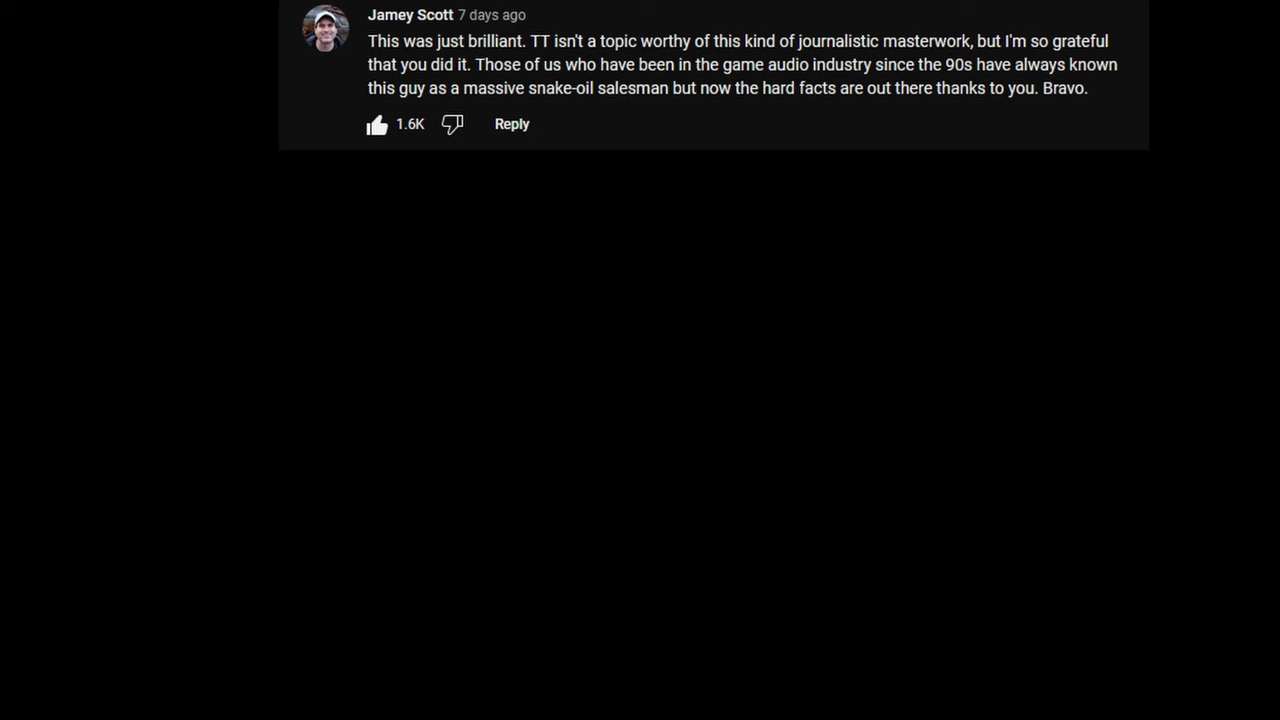 Jamey Scott 7 days ago
This was just brilliant. TT isn't a topic worthy of this kind of journalistic masterwork, but I'm so grateful
that you did it. Those of us who have been in the game audio industry since the 90s have always known
this guy as a massive snake-oil salesman but now the hard facts are out there thanks to you. Bravo.
1.6K Reply